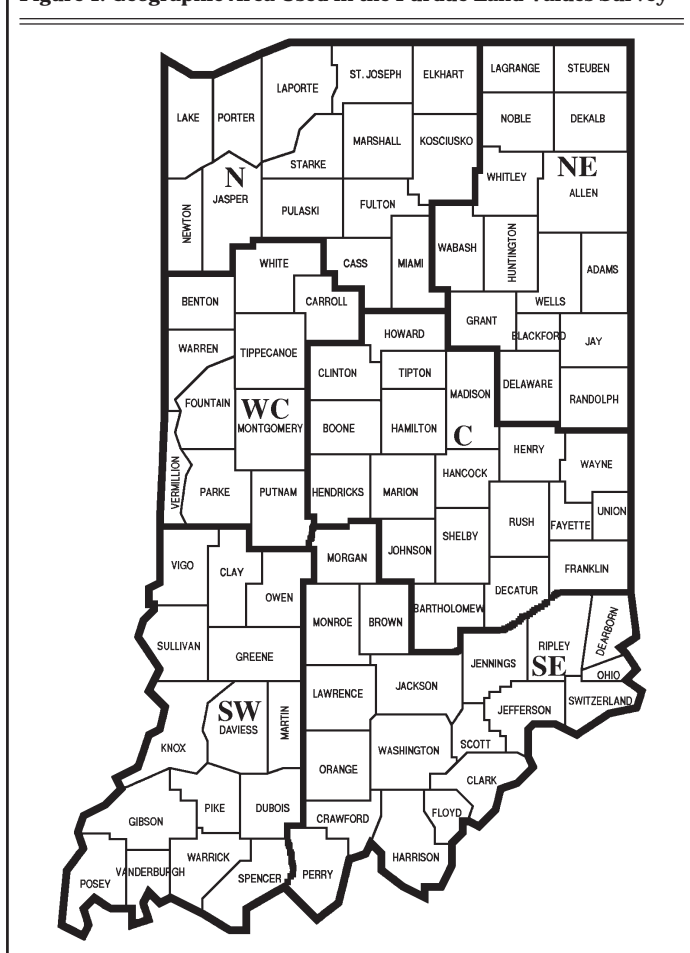 Figure 1. Geographic Area Used in the Purdue Land Values Survey
ST. JOSEPH
ELKHART
LAGRANGE
STEUBEN
LAPORTE
LAKE
PORTER
NOBLE
DEKALB
MARSHALL
KOSCIUSKO
STARKE
N
NE
WHITLEY
ALLEN
JASPER
FULTON
PULASKI
NEWTON
WABASH
HUNTINGTON
WHITE
CASS
MIAMI
ADAMS
BENTON
CARROLL
WELLS
GRANT
HOWARD
BLACKFORD
JAY
WARREN
TIPPECANOE
CLINTON
TIPTON
MADISON
DELAWARE
RANDOLPH
FOUNTAIN
WC
MONTGOMERY
BOONE
HAMILTON
C
HENRY
WAYNE
HANCOCK
VERMILLION
PARKE
PUTNAM
HENDRICKS
MARION
UNION
RUSH
FAYETTE
SHELBY
JOHNSON
MORGAN
VIGO
CLAY
FRANKLIN
OWEN
DECATUR
MONROE
BROWN
BARTHOLOMEW
DEARBORN
SULLIVAN
GREENE
RIPLEY
JENNINGS
SE
OHIO
LAWRENCE
JACKSON
SWITZERLAND
JEFFERSON
SW
DAVIESS
MARTIN
KNOX
WASHINGTON
SCOTT
ORANGE
CLARK
PIKE
DUBOIS
GIBSON
CRAWFORD
FLOYD
WARRICK
HARRISON
VANDERBURGH
PERRY
SPENCER
POSEY